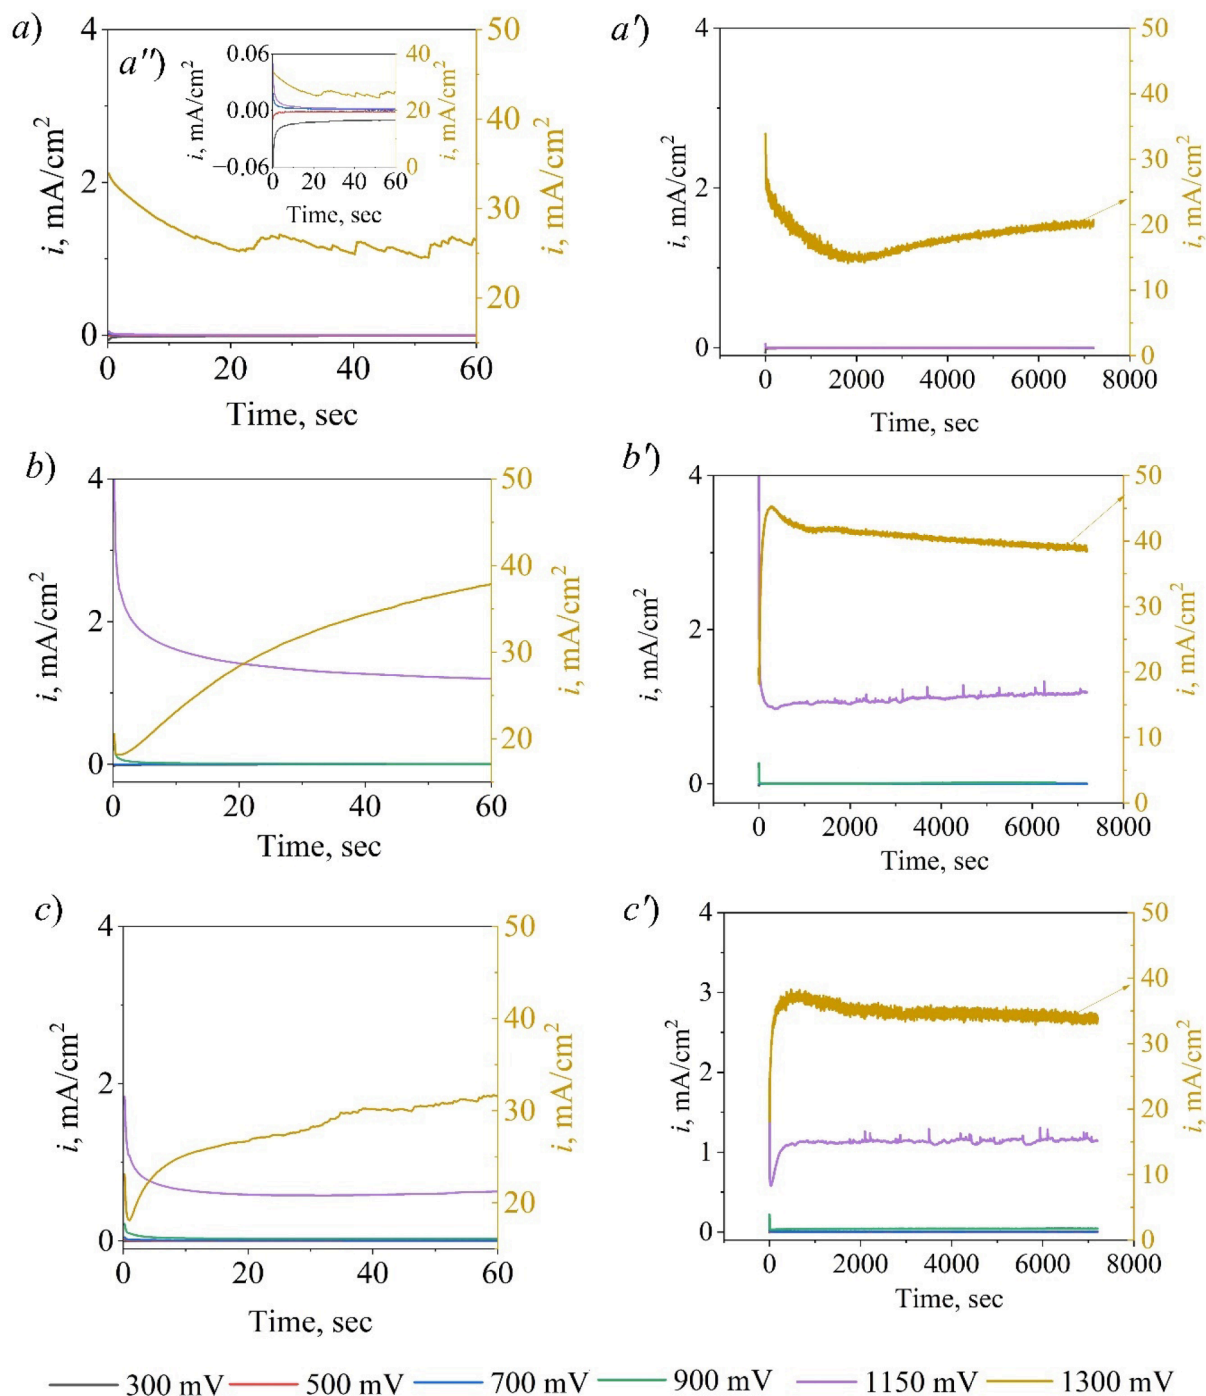 a)
a″)
4
2
0
i, mA/cm²
0 20 40 60
Time, sec
50
40
30
20
i, mA/cm²
0.06
0.00
−0.06
i, mA/cm²
0 20 40 60
Time, sec
40
20
0
i, mA/cm²
a′)
4
2
0
i, mA/cm²
0 2000 4000 6000 8000
Time, sec
50
40
30
20
10
0
i, mA/cm²
b)
4
2
0
i, mA/cm²
0 20 40 60
Time, sec
50
40
30
20
i, mA/cm²
b′)
4
2
0
i, mA/cm²
0 2000 4000 6000 8000
Time, sec
50
40
30
20
10
0
i, mA/cm²
c)
4
2
0
i, mA/cm²
0 20 40 60
Time, sec
50
40
30
20
i, mA/cm²
c′)
4
3
2
1
0
i, mA/cm²
0 2000 4000 6000 8000
Time, sec
50
40
30
20
10
0
i, mA/cm²
300 mV 500 mV 700 mV 900 mV 1150 mV 1300 mV